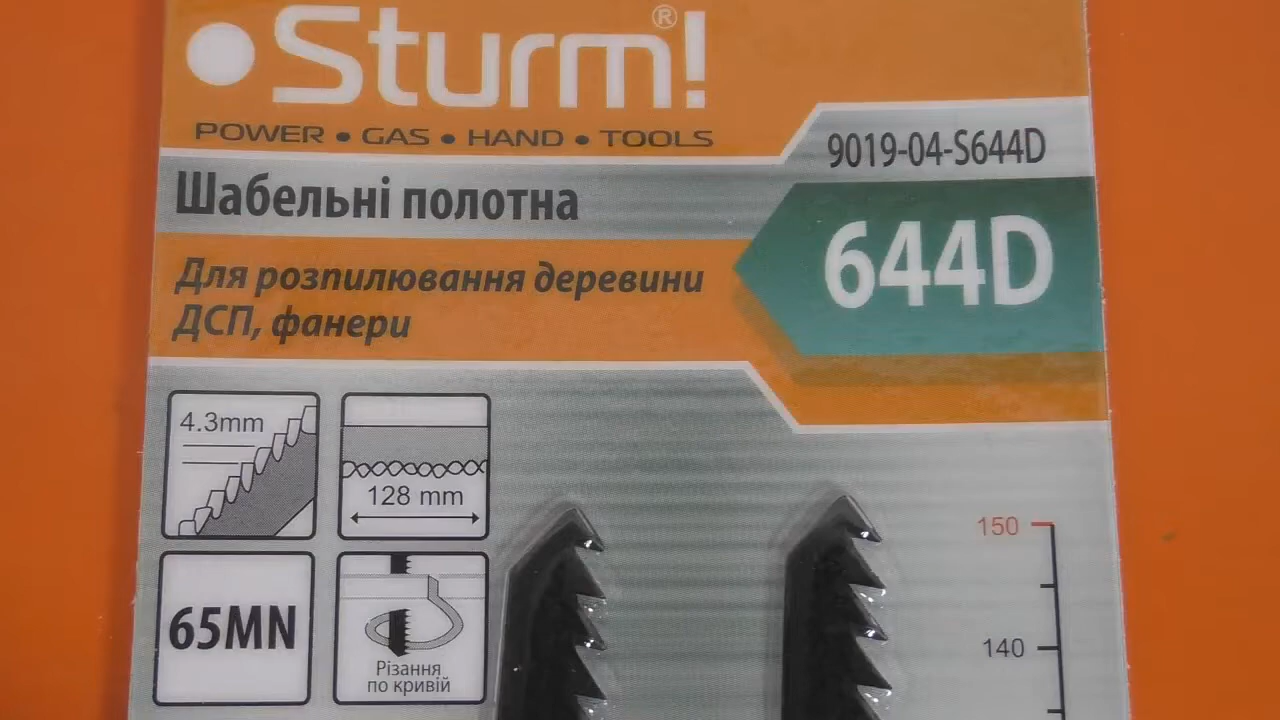 Sturm!®
POWER • GAS • HAND • TOOLS
9019-04-S644D
Шабельні полотна
644D
Для розпилювання деревини
ДСП, фанери
4.3mm
128 mm
65MN
Різання
по кривій
150
140